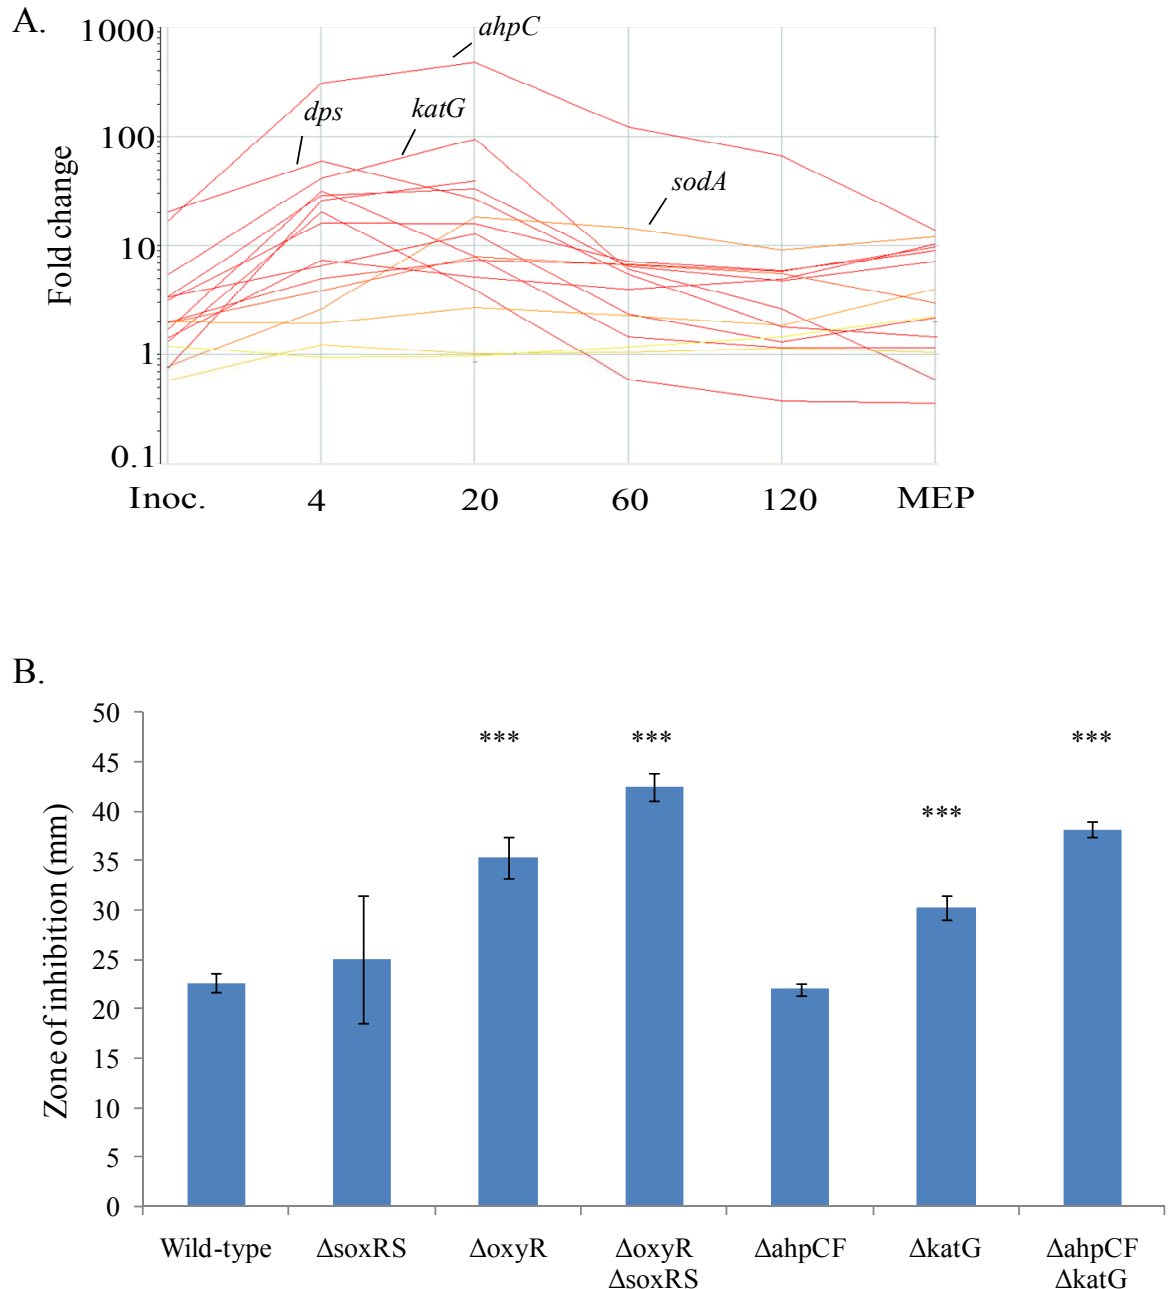 A.
1000
ahpC
dps
katG
100
sodA
Fold change
10
1
0.1
Inoc. 4 20 60 120 MEP
B.
50
*** *** ***
45
40
***
35
Zone of inhibition (mm)
30
25
20
15
10
5
0
Wild-type ΔsoxRS ΔoxyR ΔoxyR ΔahpCF ΔkatG ΔahpCF
ΔsoxRS ΔkatG